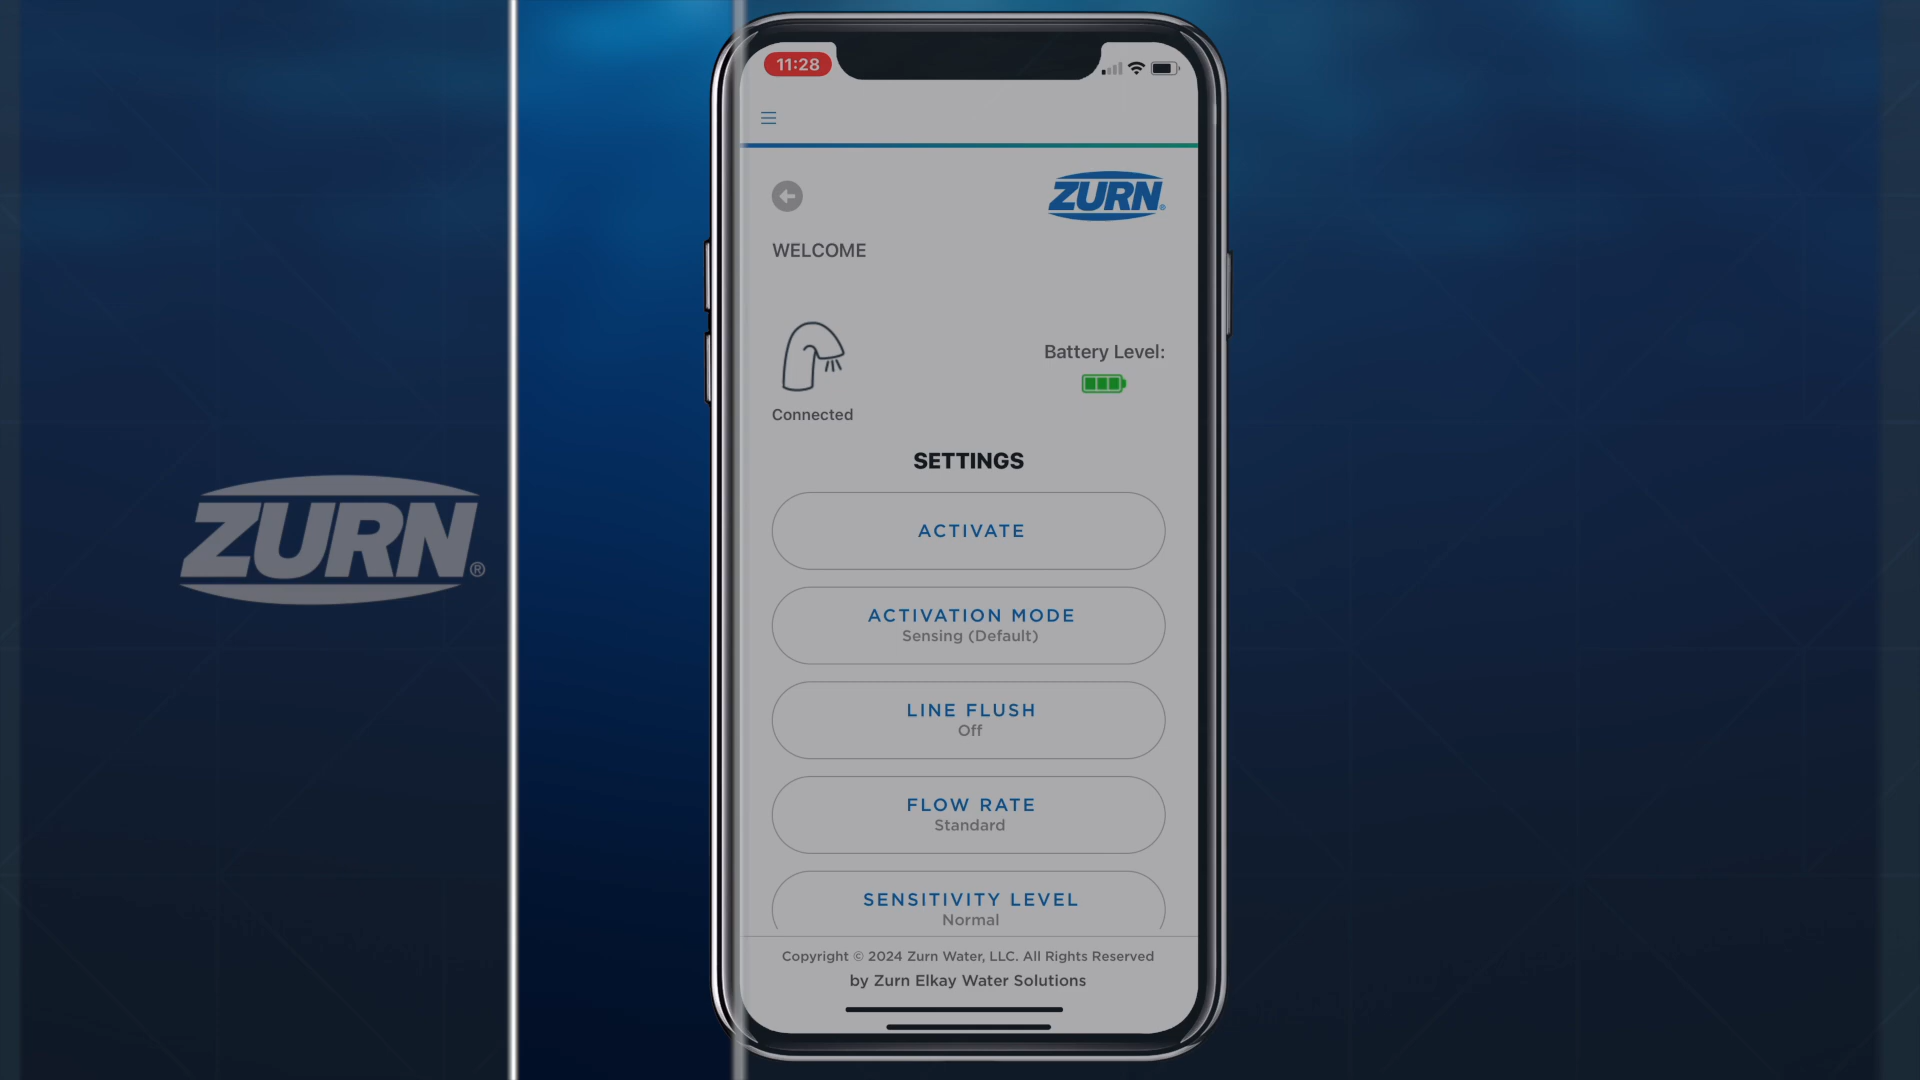 11:28
ZURN®
WELCOME
Battery Level:
Connected
SETTINGS
ACTIVATE
ACTIVATION MODE
Sensing (Default)
LINE FLUSH
Off
FLOW RATE
Standard
SENSITIVITY LEVEL
Normal
Copyright © 2024 Zurn Water, LLC. All Rights Reserved
by Zurn Elkay Water Solutions
ZURN®